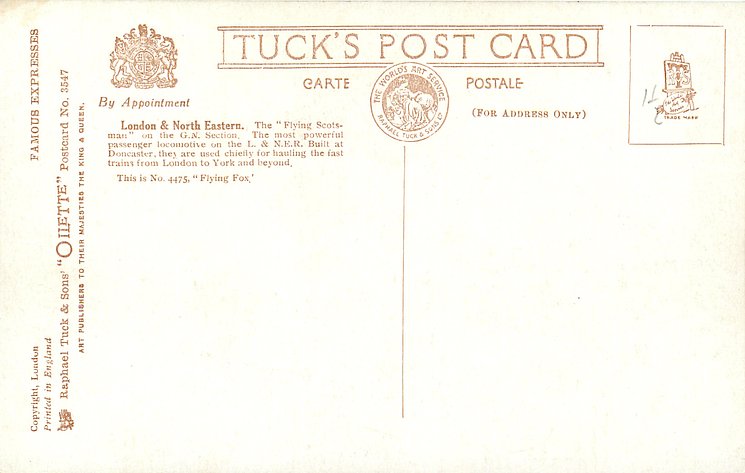 TUCK'S POST CARD
CARTE POSTALE
THE WORLD'S ART SERVICE
RAPHAEL TUCK & SONS LTD
(FOR ADDRESS ONLY)
TRADE MARK
By Appointment
London & North Eastern. The "Flying Scots-
man" on the G.N. Section. The most powerful
passenger locomotive on the L. & N.E.R. Built at
Doncaster, they are used chiefly for hauling the fast
trains from London to York and beyond.
This is No. 4475, "Flying Fox."
FAMOUS EXPRESSES
Copyright, London
Printed in England
Raphael Tuck & Sons' "OILETTE" Postcard No. 3547
ART PUBLISHERS TO THEIR MAJESTIES THE KING & QUEEN.